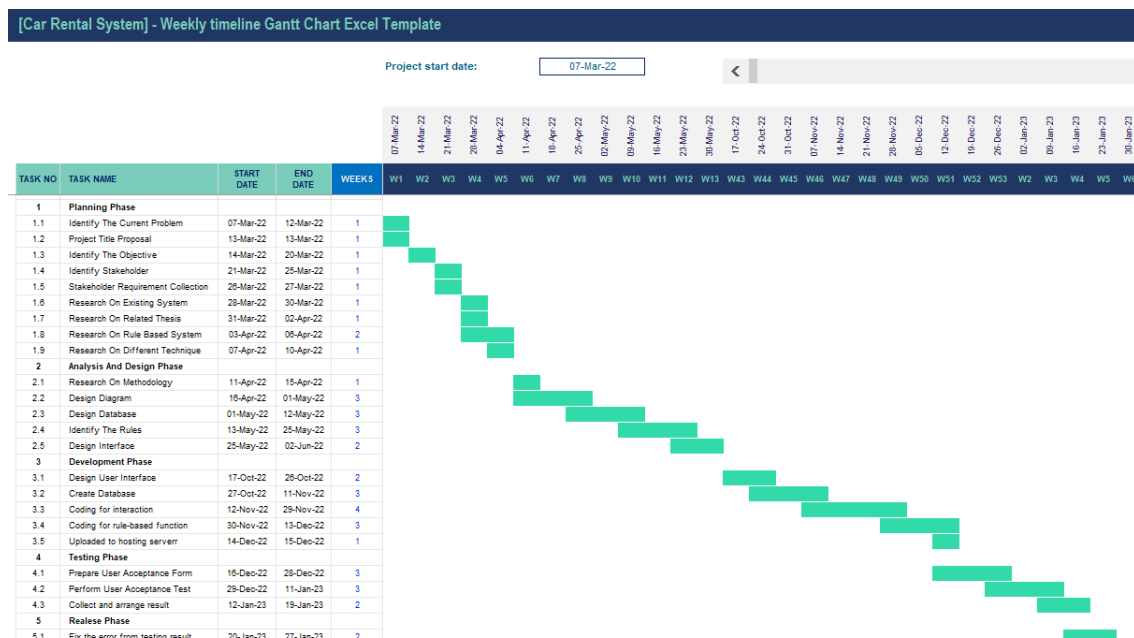 [Car Rental System] - Weekly timeline Gantt Chart Excel Template
Project start date: 07-Mar-22
07-Mar-22 14-Mar-22 21-Mar-22 28-Mar-22 04-Apr-22 11-Apr-22 18-Apr-22 25-Apr-22 02-May-22 09-May-22 16-May-22 23-May-22 30-May-22 17-Oct-22 24-Oct-22 31-Oct-22 07-Nov-22 14-Nov-22 21-Nov-22 28-Nov-22 05-Dec-22 12-Dec-22 19-Dec-22 26-Dec-22 02-Jan-23 09-Jan-23 16-Jan-23 23-Jan-23 30-Jan-23
TASK NO TASK NAME START DATE END DATE WEEKS W1 W2 W3 W4 W5 W6 W7 W8 W9 W10 W11 W12 W13 W43 W44 W45 W46 W47 W48 W49 W50 W51 W52 W53 W2 W3 W4 W5 W6
1 Planning Phase
1.1 Identify The Current Problem 07-Mar-22 12-Mar-22 1
1.2 Project Title Proposal 13-Mar-22 13-Mar-22 1
1.3 Identify The Objective 14-Mar-22 20-Mar-22 1
1.4 Identify Stakeholder 21-Mar-22 25-Mar-22 1
1.5 Stakeholder Requirement Collection 26-Mar-22 27-Mar-22 1
1.6 Research On Existing System 28-Mar-22 30-Mar-22 1
1.7 Research On Related Thesis 31-Mar-22 02-Apr-22 1
1.8 Research On Rule Based System 03-Apr-22 06-Apr-22 2
1.9 Research On Different Technique 07-Apr-22 10-Apr-22 1
2 Analysis And Design Phase
2.1 Research On Methodology 11-Apr-22 15-Apr-22 1
2.2 Design Diagram 16-Apr-22 01-May-22 3
2.3 Design Database 01-May-22 12-May-22 3
2.4 Identify The Rules 13-May-22 25-May-22 3
2.5 Design Interface 25-May-22 02-Jun-22 2
3 Development Phase
3.1 Design User Interface 17-Oct-22 26-Oct-22 2
3.2 Create Database 27-Oct-22 11-Nov-22 3
3.3 Coding for interaction 12-Nov-22 29-Nov-22 4
3.4 Coding for rule-based function 30-Nov-22 13-Dec-22 3
3.5 Uploaded to hosting serverr 14-Dec-22 15-Dec-22 1
4 Testing Phase
4.1 Prepare User Acceptance Form 16-Dec-22 28-Dec-22 3
4.2 Perform User Acceptance Test 29-Dec-22 11-Jan-23 3
4.3 Collect and arrange result 12-Jan-23 19-Jan-23 2
5 Realese Phase
5.1 Fix the error from testing result 20-Jan-23 27-Jan-23 2